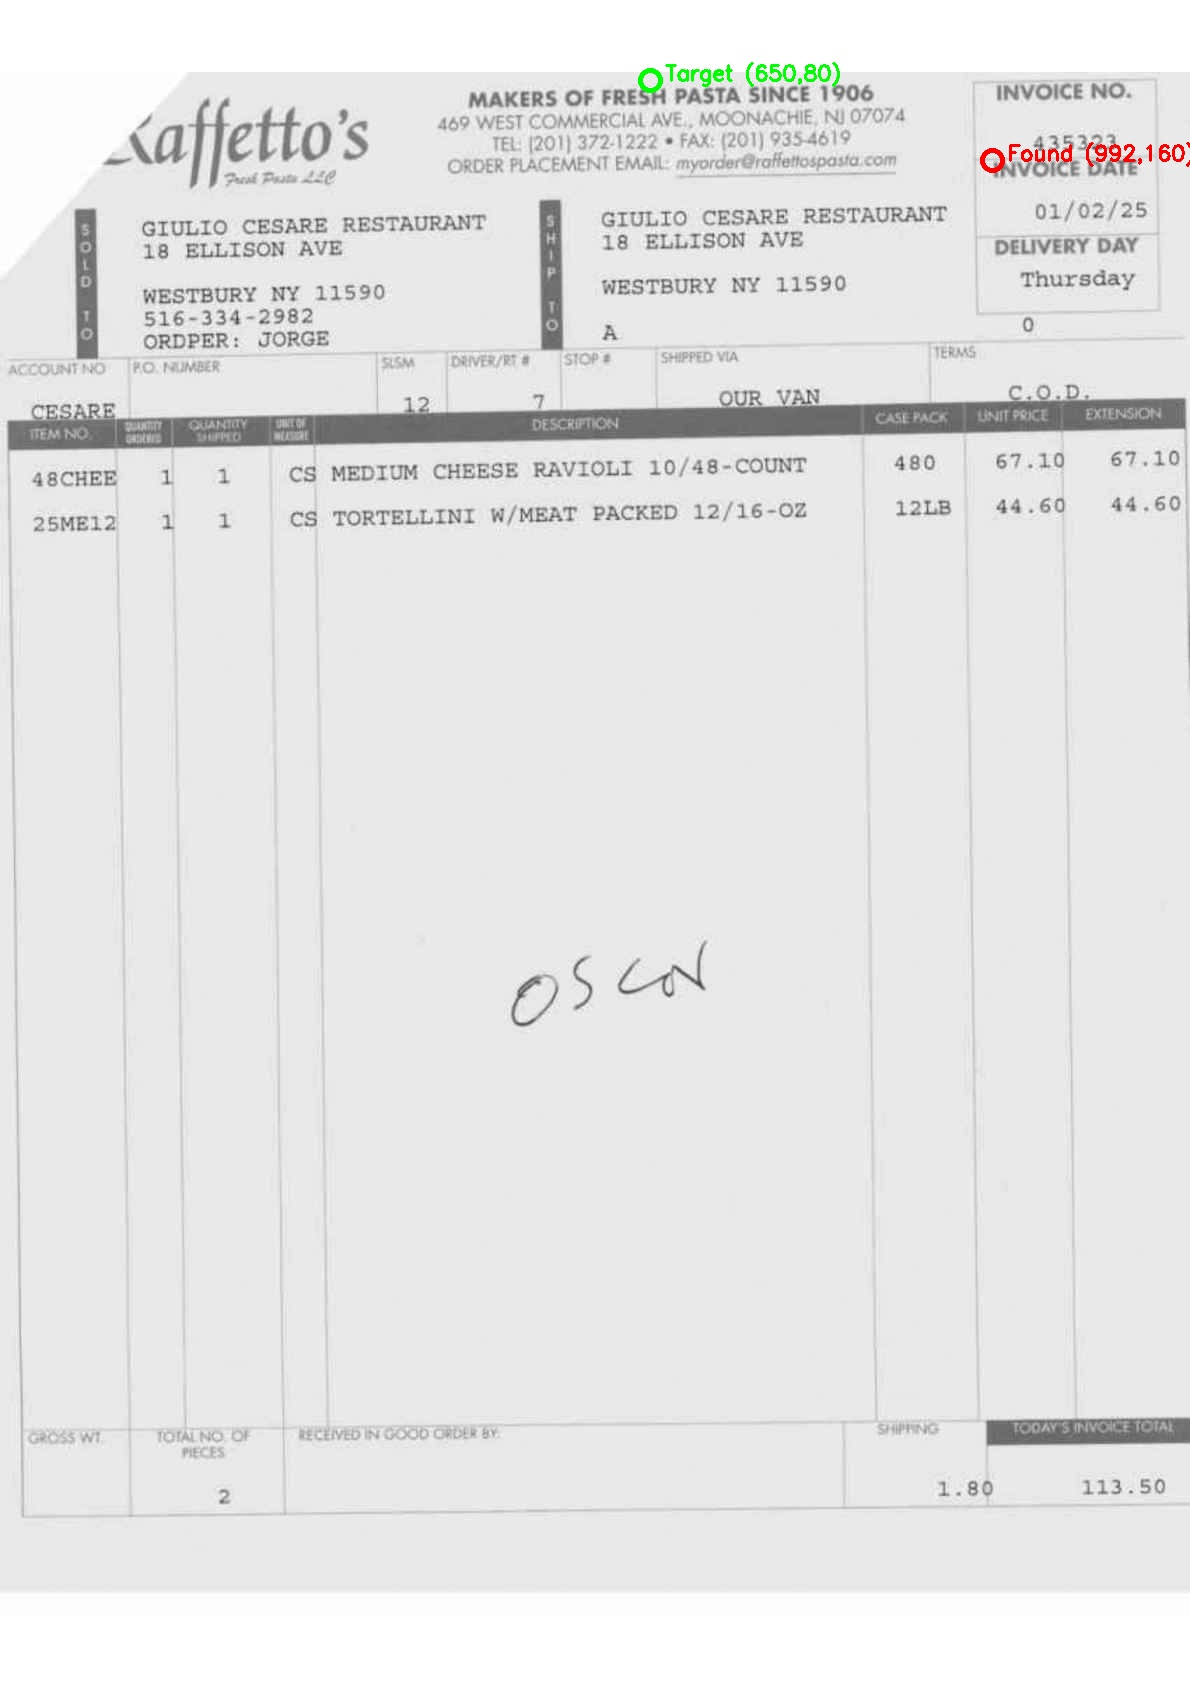 Target (650,80)
Raffetto's
Fresh Pasta LLC
MAKERS OF FRESH PASTA SINCE 1906
469 WEST COMMERCIAL AVE., MOONACHIE, NJ 07074
TEL: (201) 372-1222 • FAX: (201) 935-4619
ORDER PLACEMENT EMAIL: myorder@raffettospasta.com
INVOICE NO.
435323
Found (992,160)
INVOICE DATE
01/02/25
DELIVERY DAY
Thursday
0
SOLD TO
GIULIO CESARE RESTAURANT
18 ELLISON AVE
WESTBURY NY 11590
516-334-2982
ORDPER: JORGE
SHIP TO
GIULIO CESARE RESTAURANT
18 ELLISON AVE
WESTBURY NY 11590
A
ACCOUNT NO P.O. NUMBER SLSM DRIVER/RT # STOP # SHIPPED VIA TERMS
CESARE 12 7 OUR VAN C.O.D.
ITEM NO. QUANTITY ORDERED QUANTITY SHIPPED UNIT OF MEASURE DESCRIPTION CASE PACK UNIT PRICE EXTENSION
48CHEE 1 1 CS MEDIUM CHEESE RAVIOLI 10/48-COUNT 480 67.10 67.10
25ME12 1 1 CS TORTELLINI W/MEAT PACKED 12/16-OZ 12LB 44.60 44.60
GROSS WT. TOTAL NO. OF PIECES RECEIVED IN GOOD ORDER BY: SHIPPING TODAY'S INVOICE TOTAL
2 1.80 113.50